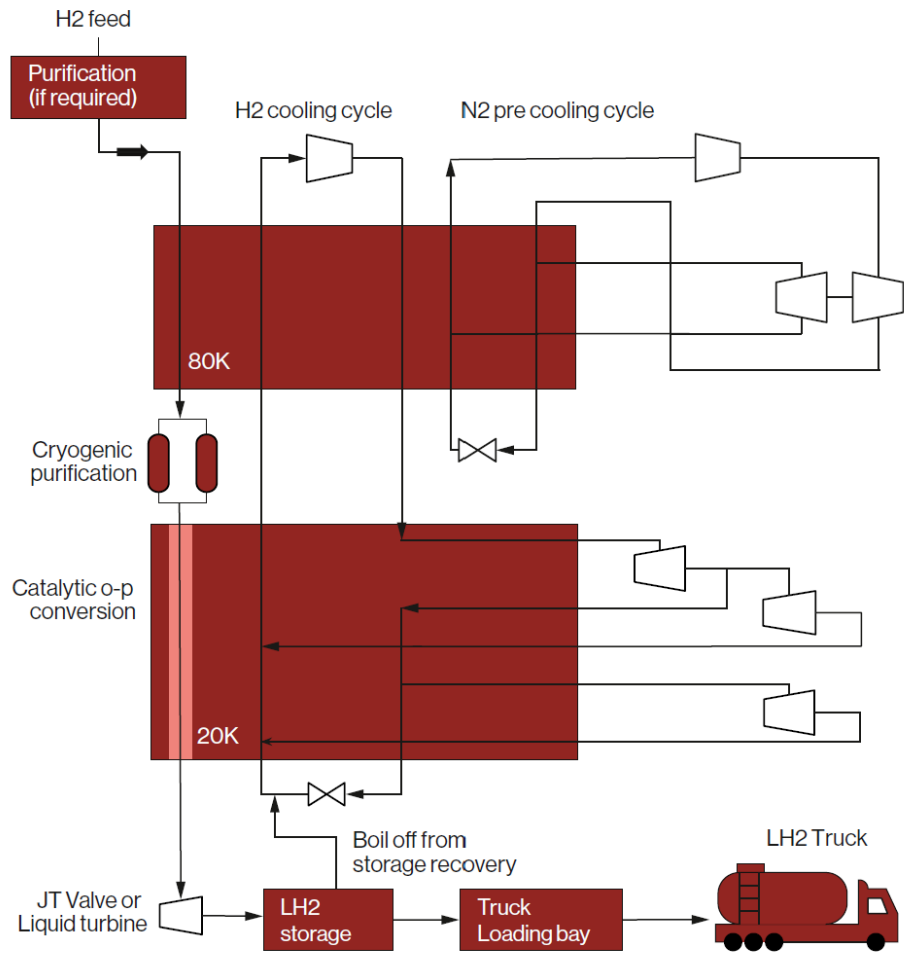 H2 feed
Purification
(if required)
H2 cooling cycle
N2 pre cooling cycle
80K
Cryogenic
purification
Catalytic o-p
conversion
20K
Boil off from
storage recovery
LH2 Truck
JT Valve or
Liquid turbine
LH2
storage
Truck
Loading bay